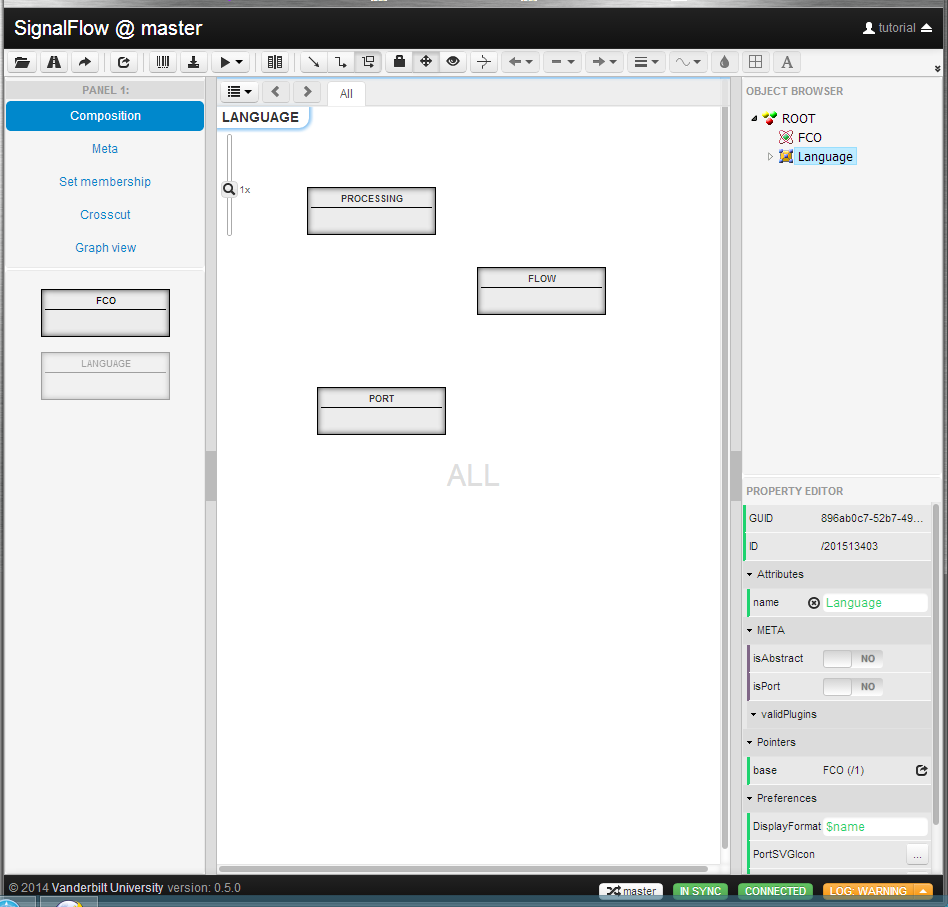 SignalFlow @ master
tutorial
PANEL 1:
Composition
Meta
Set membership
Crosscut
Graph view
FCO
LANGUAGE
All
LANGUAGE
1x
PROCESSING
FLOW
PORT
ALL
A
OBJECT BROWSER
ROOT
FCO
Language
PROPERTY EDITOR
GUID 896ab0c7-52b7-49...
ID /201513403
Attributes
name Language
META
isAbstract NO
isPort NO
validPlugins
Pointers
base FCO (/1)
Preferences
DisplayFormat $name
PortSVGIcon ...
© 2014 Vanderbilt University version: 0.5.0
master IN SYNC CONNECTED LOG: WARNING